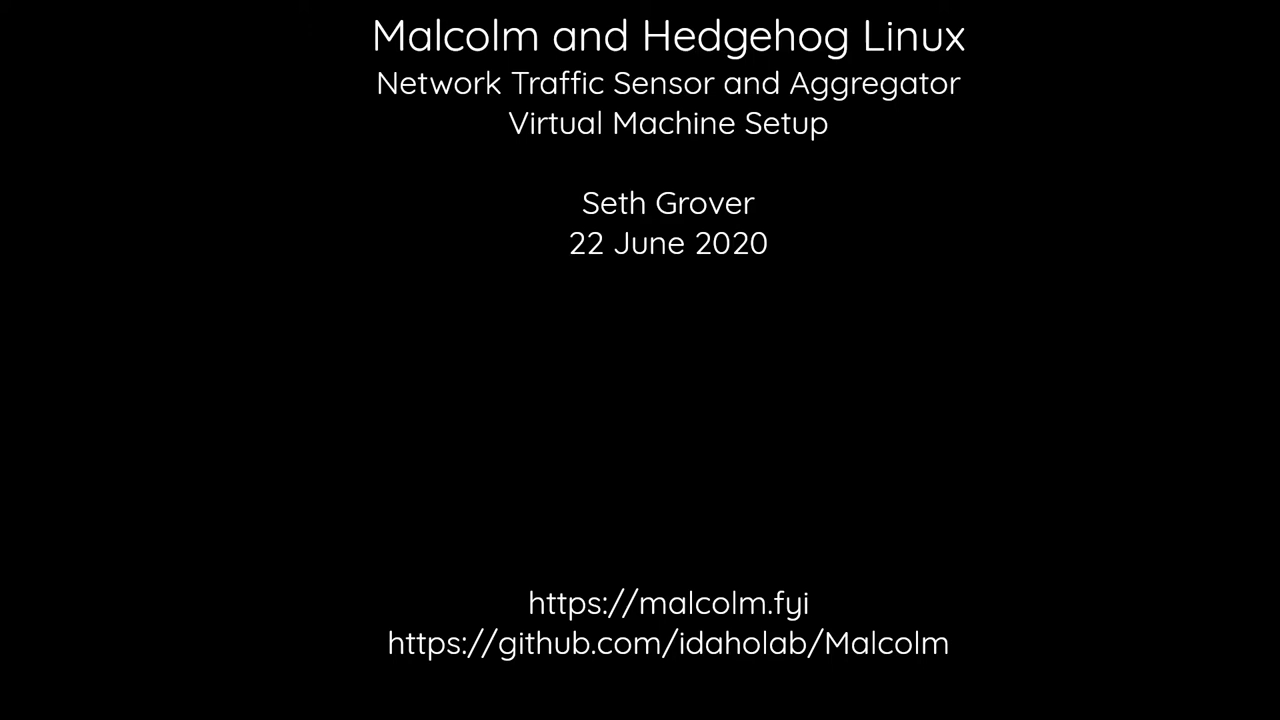 Malcolm and Hedgehog Linux
Network Traffic Sensor and Aggregator
Virtual Machine Setup
Seth Grover
22 June 2020
https://malcolm.fyi
https://github.com/idaholab/Malcolm